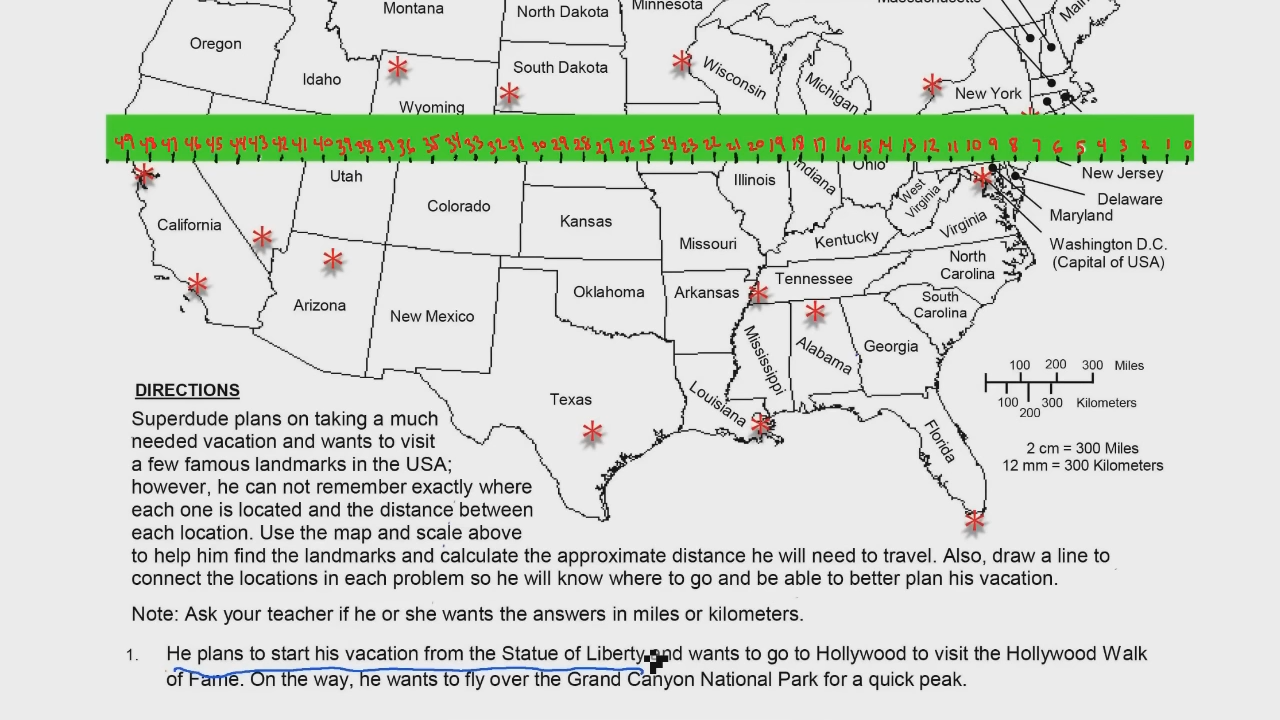 Massachusetts
Minnesota
Montana
North Dakota
Main
Oregon
South Dakota
Wisconsin
Idaho
Michigan
New York
Wyoming
49 48 47 46 45 44 43 42 41 40 39 38 37 36 35 34 33 32 31 30 29 28 27 26 25 24 23 22 21 20 19 18 17 16 15 14 13 12 11 10 9 8 7 6 5 4 3 2 1 0
Utah
Illinois
Indiana
Ohio
New Jersey
West
Virginia
Delaware
Colorado
Maryland
California
Kansas
Missouri
Kentucky
Virginia
Washington D.C.
(Capital of USA)
North
Carolina
Tennessee
Oklahoma
Arkansas
Arizona
New Mexico
South
Carolina
Mississippi
Alabama
Georgia
100 200 300 Miles
100 300 Kilometers
200
DIRECTIONS
Texas
Louisiana
Florida
2 cm = 300 Miles
12 mm = 300 Kilometers
Superdude plans on taking a much
needed vacation and wants to visit
a few famous landmarks in the USA;
however, he can not remember exactly where
each one is located and the distance between
each location. Use the map and scale above
to help him find the landmarks and calculate the approximate distance he will need to travel. Also, draw a line to
connect the locations in each problem so he will know where to go and be able to better plan his vacation.
Note: Ask your teacher if he or she wants the answers in miles or kilometers.
1. He plans to start his vacation from the Statue of Liberty and wants to go to Hollywood to visit the Hollywood Walk
of Fame. On the way, he wants to fly over the Grand Canyon National Park for a quick peak.